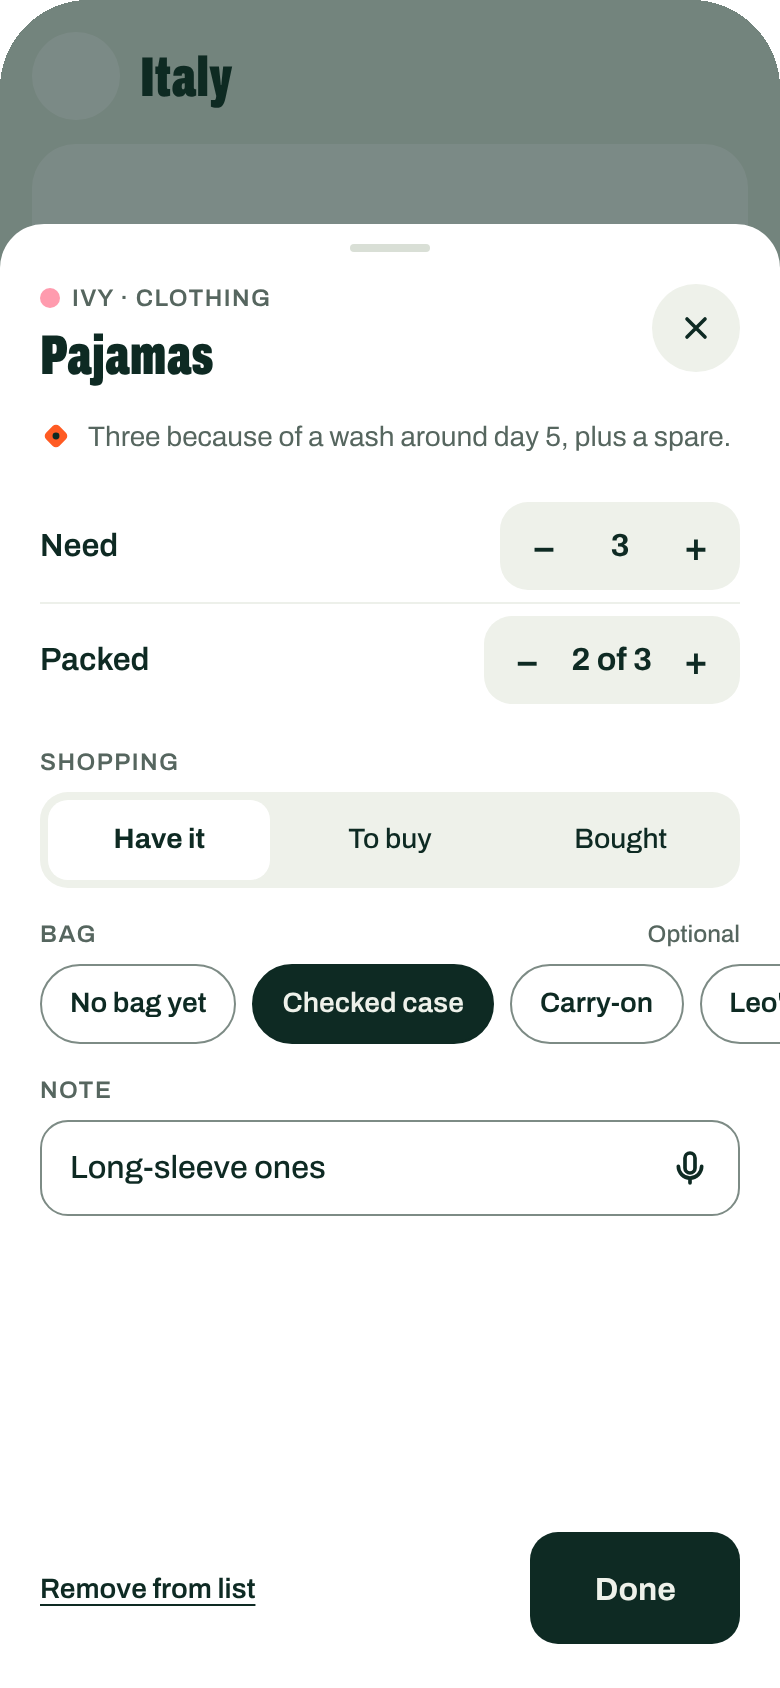 Italy
IVY · CLOTHING
Pajamas
Three because of a wash around day 5, plus a spare.
Need
– 3 +
Packed
– 2 of 3 +
SHOPPING
Have it To buy Bought
BAG Optional
No bag yet Checked case Carry-on Leo'
NOTE
Long-sleeve ones
Remove from list
Done